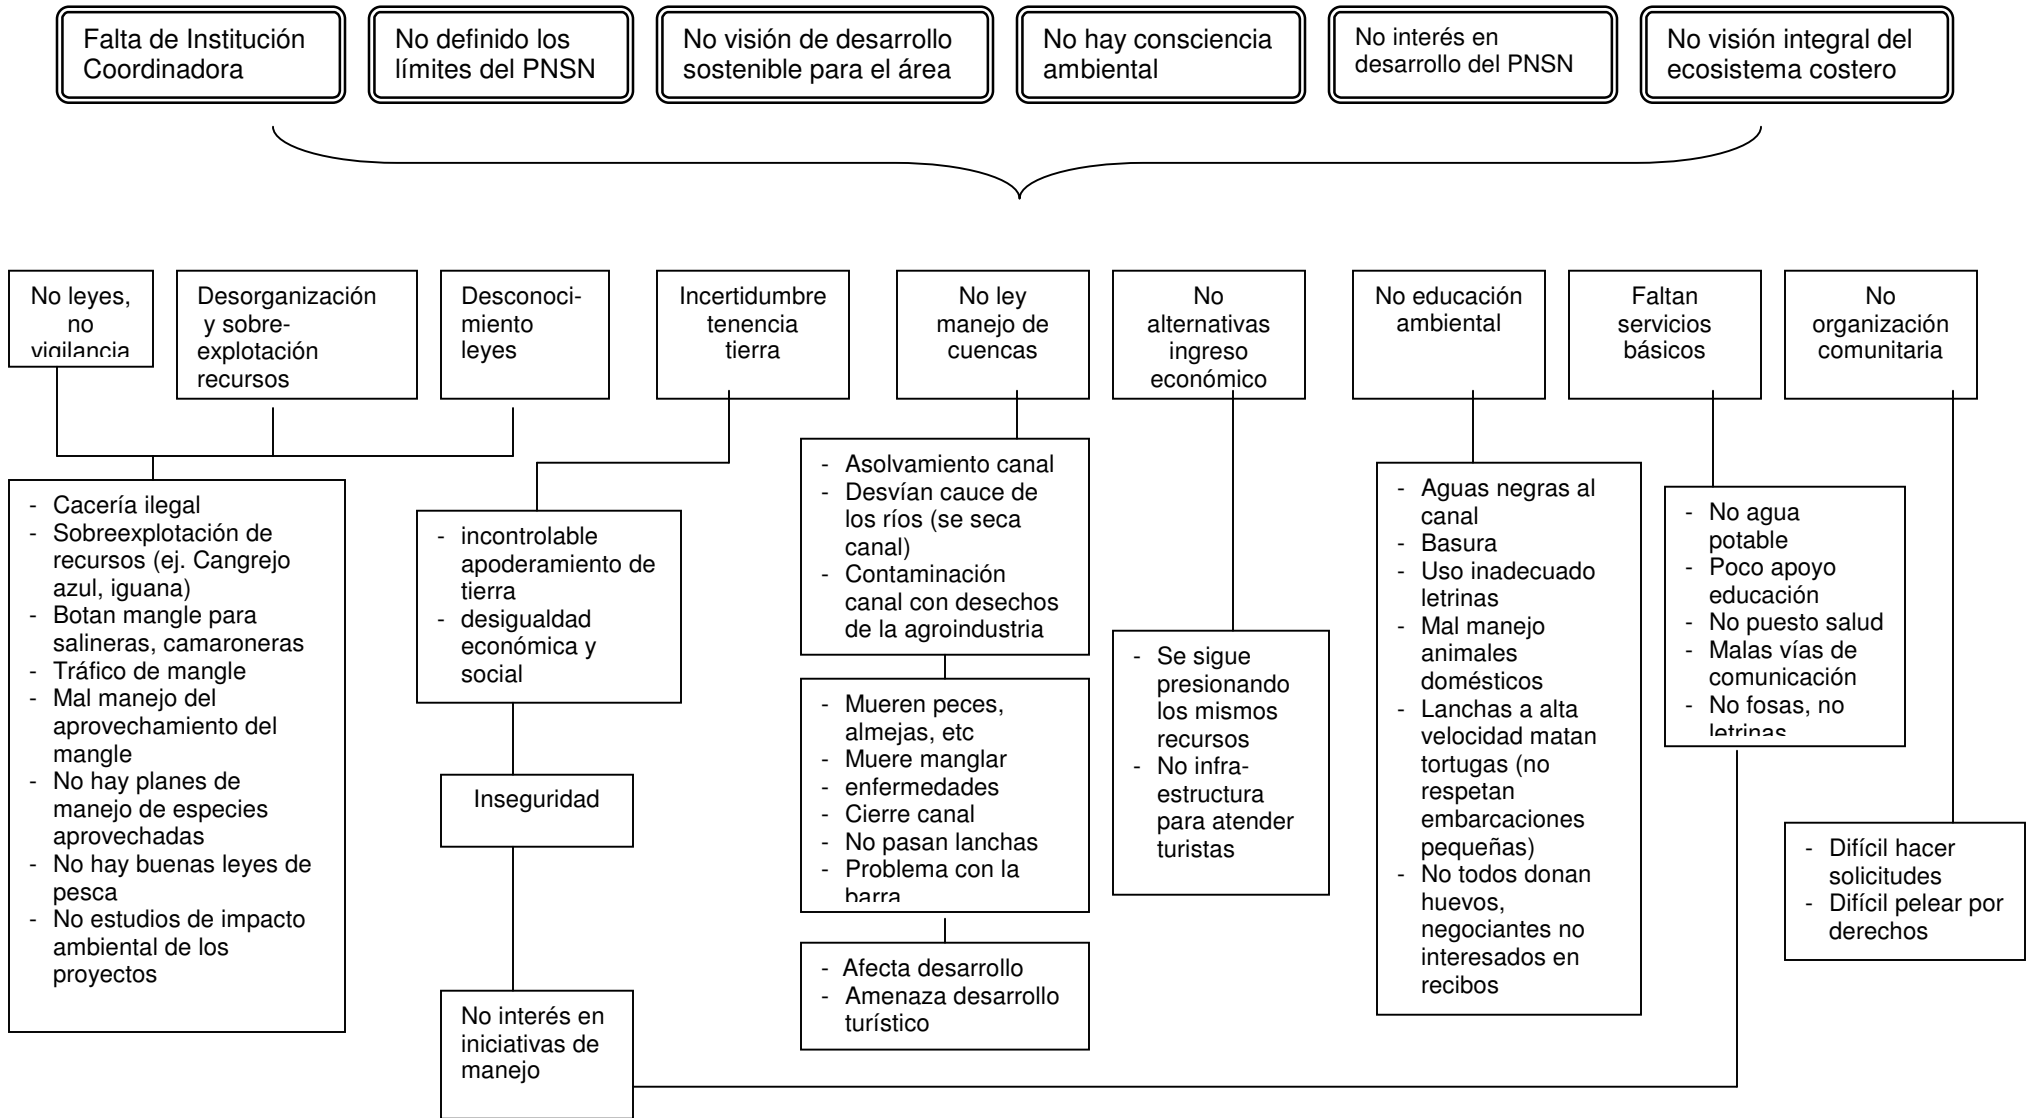 Falta de Institución
Coordinadora
No definido los
límites del PNSN
No visión de desarrollo
sostenible para el área
No hay consciencia
ambiental
No interés en
desarrollo del PNSN
No visión integral del
ecosistema costero
No leyes,
no
vigilancia
Desorganización
y sobre-
explotación
recursos
Desconoci-
miento
leyes
Incertidumbre
tenencia
tierra
No ley
manejo de
cuencas
No
alternativas
ingreso
económico
No educación
ambiental
Faltan
servicios
básicos
No
organización
comunitaria
- Cacería ilegal
- Sobreexplotación de
recursos (ej. Cangrejo
azul, iguana)
- Botan mangle para
salineras, camaroneras
- Tráfico de mangle
- Mal manejo del
aprovechamiento del
mangle
- No hay planes de
manejo de especies
aprovechadas
- No hay buenas leyes de
pesca
- No estudios de impacto
ambiental de los
proyectos
- incontrolable
apoderamiento de
tierra
- desigualdad
económica y
social
Inseguridad
No interés en
iniciativas de
manejo
- Asolvamiento canal
- Desvían cauce de
los ríos (se seca
canal)
- Contaminación
canal con desechos
de la agroindustria
- Mueren peces,
almejas, etc
- Muere manglar
- enfermedades
- Cierre canal
- No pasan lanchas
- Problema con la
barra
- Afecta desarrollo
- Amenaza desarrollo
turístico
- Se sigue
presionando
los mismos
recursos
- No infra-
estructura
para atender
turistas
- Aguas negras al
canal
- Basura
- Uso inadecuado
letrinas
- Mal manejo
animales
domésticos
- Lanchas a alta
velocidad matan
tortugas (no
respetan
embarcaciones
pequeñas)
- No todos donan
huevos,
negociantes no
interesados en
recibos
- No agua
potable
- Poco apoyo
educación
- No puesto salud
- Malas vías de
comunicación
- No fosas, no
letrinas
- Difícil hacer
solicitudes
- Difícil pelear por
derechos